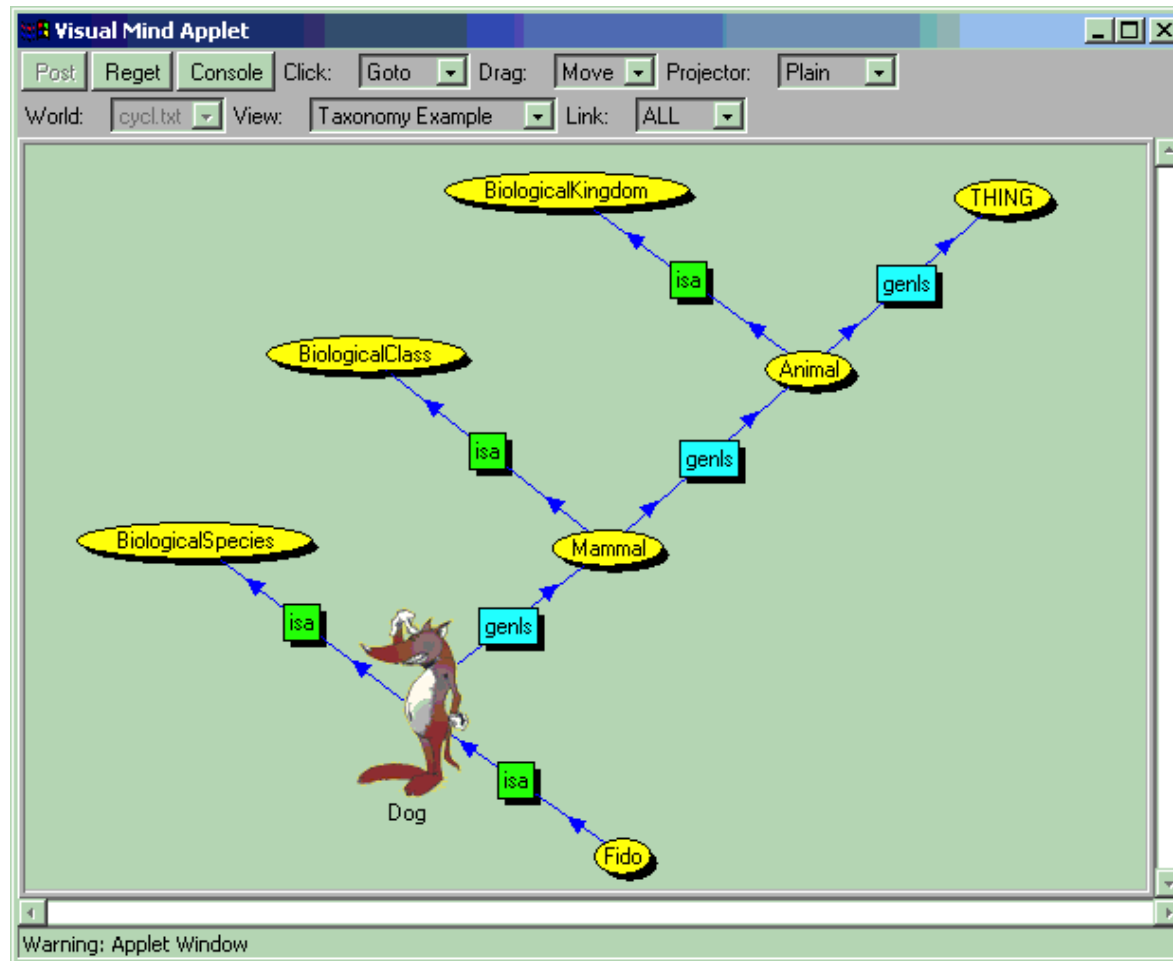 Visual Mind Applet
Post Reget Console Click: Goto Drag: Move Projector: Plain
World: cycl.txt View: Taxonomy Example Link: ALL
BiologicalKingdom
THING
isa
genls
BiologicalClass
Animal
isa
genls
BiologicalSpecies
Mammal
isa
genls
isa
Dog
Fido
Warning: Applet Window